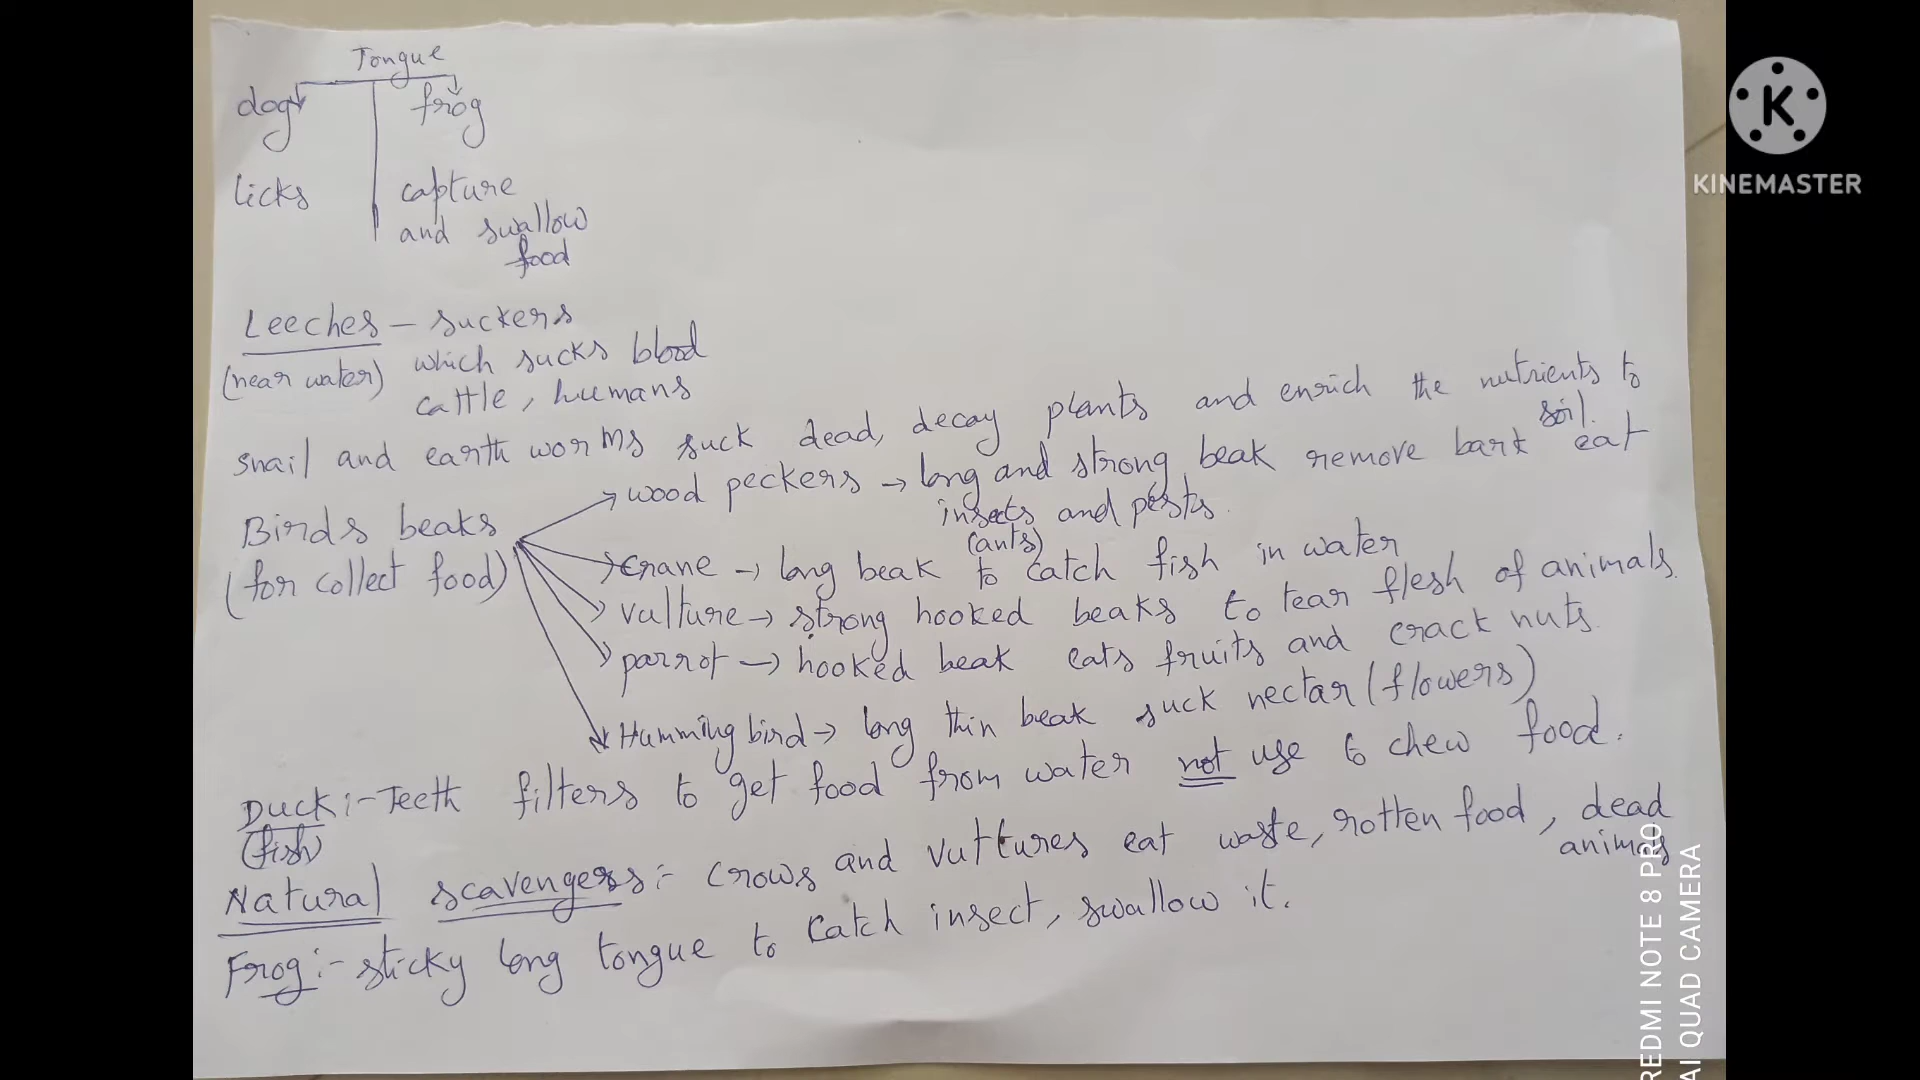 Tongue
dog frog
licks capture
and swallow
food
Leeches - suckers
(near water) which sucks blood
cattle, humans
snail and earth worms suck dead, decay plants and enrich the nutrients to
soil.
Birds beaks
(for collect food)
wood peckers → long and strong beak remove bark eat
insects and pests.
(ants)
crane → long beak to catch fish in water
vulture → strong hooked beaks to tear flesh of animals.
parrot → hooked beak eats fruits and crack nuts.
Humming bird → long thin beak suck nectar (flowers)
Duck :- Teeth filters to get food from water not use to chew food.
(fish)
Natural scavengers :- crows and vultures eat waste, rotten food, dead
animals
Frog :- sticky long tongue to catch insect, swallow it.
K
KINEMASTER
REDMI NOTE 8 PRO
AI QUAD CAMERA